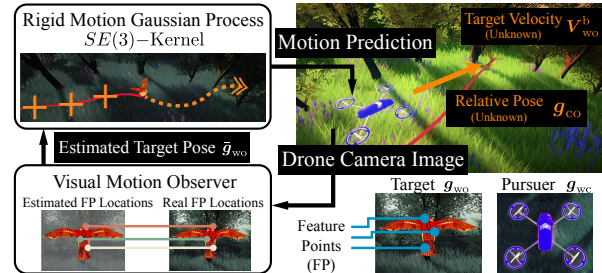 Rigid Motion Gaussian Process
SE(3)−Kernel
Motion Prediction
Target Velocity V^b_wo
(Unknown)
Relative Pose g_co
(Unknown)
Estimated Target Pose ḡ_wo
Drone Camera Image
Visual Motion Observer
Estimated FP Locations Real FP Locations
Target g_wo
Pursuer g_wc
Feature
Points
(FP)